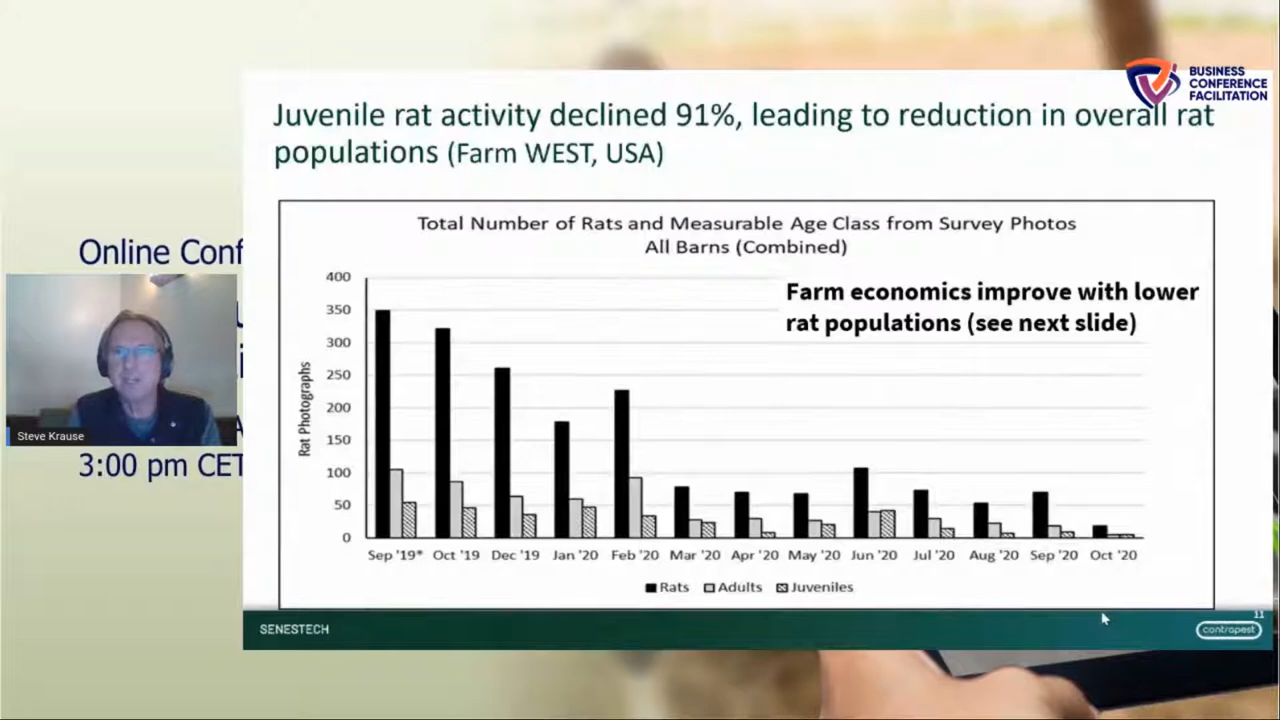 BUSINESS
CONFERENCE
FACILITATION
Juvenile rat activity declined 91%, leading to reduction in overall rat
populations (Farm WEST, USA)
Online Conf
Total Number of Rats and Measurable Age Class from Survey Photos
All Barns (Combined)
Farm economics improve with lower
rat populations (see next slide)
Rat Photographs
400
350
300
250
200
150
100
50
0
Sep '19* Oct '19 Dec '19 Jan '20 Feb '20 Mar '20 Apr '20 May '20 Jun '20 Jul '20 Aug '20 Sep '20 Oct '20
Rats Adults Juveniles
Steve Krause
3:00 pm CET
11
SENESTECH
contrapest